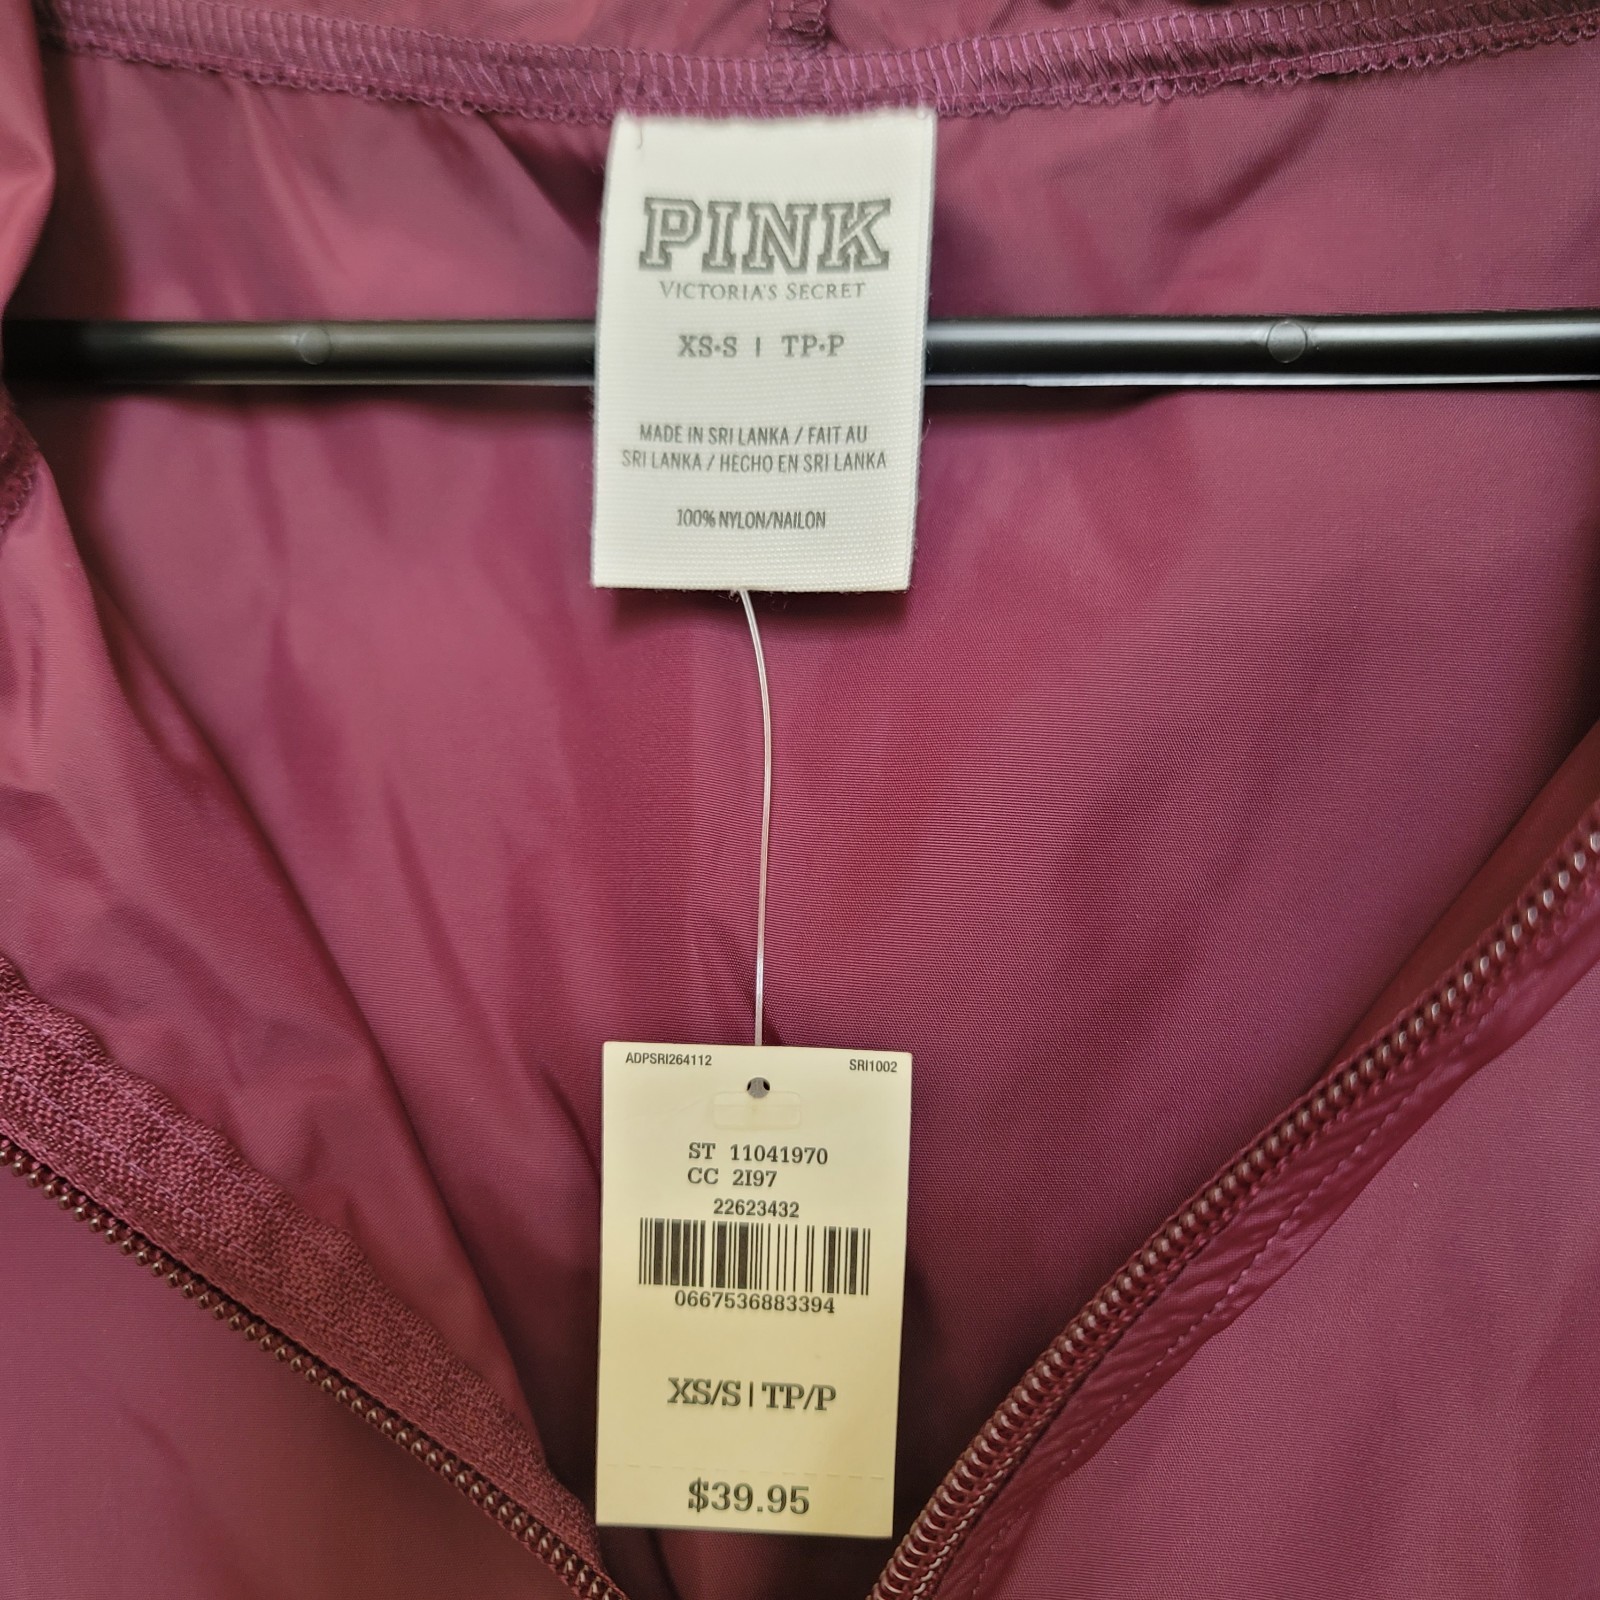 PINK
VICTORIA'S SECRET
XS·S | TP·P
MADE IN SRI LANKA / FAIT AU
SRI LANKA / HECHO EN SRI LANKA
100% NYLON/NAILON
ADPSRI264112 SRI1002
ST 11041970
CC 2I97
22623432
0667536883394
XS/S | TP/P
$39.95